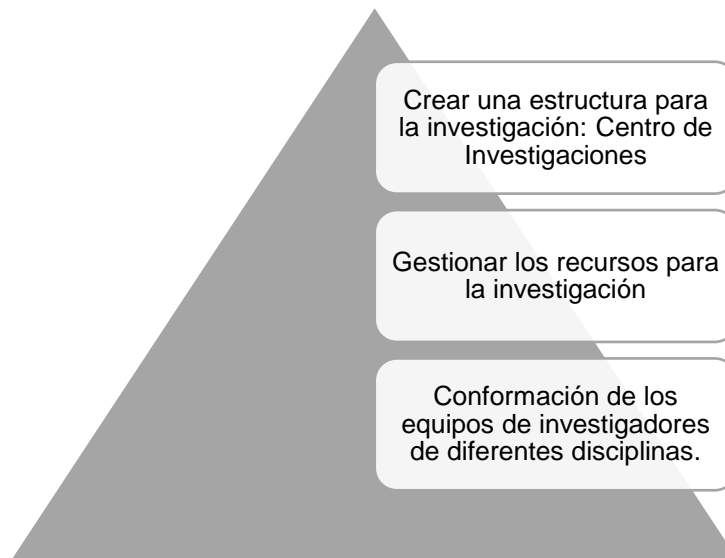 Crear una estructura para
la investigación: Centro de
Investigaciones
Gestionar los recursos para
la investigación
Conformación de los
equipos de investigadores
de diferentes disciplinas.